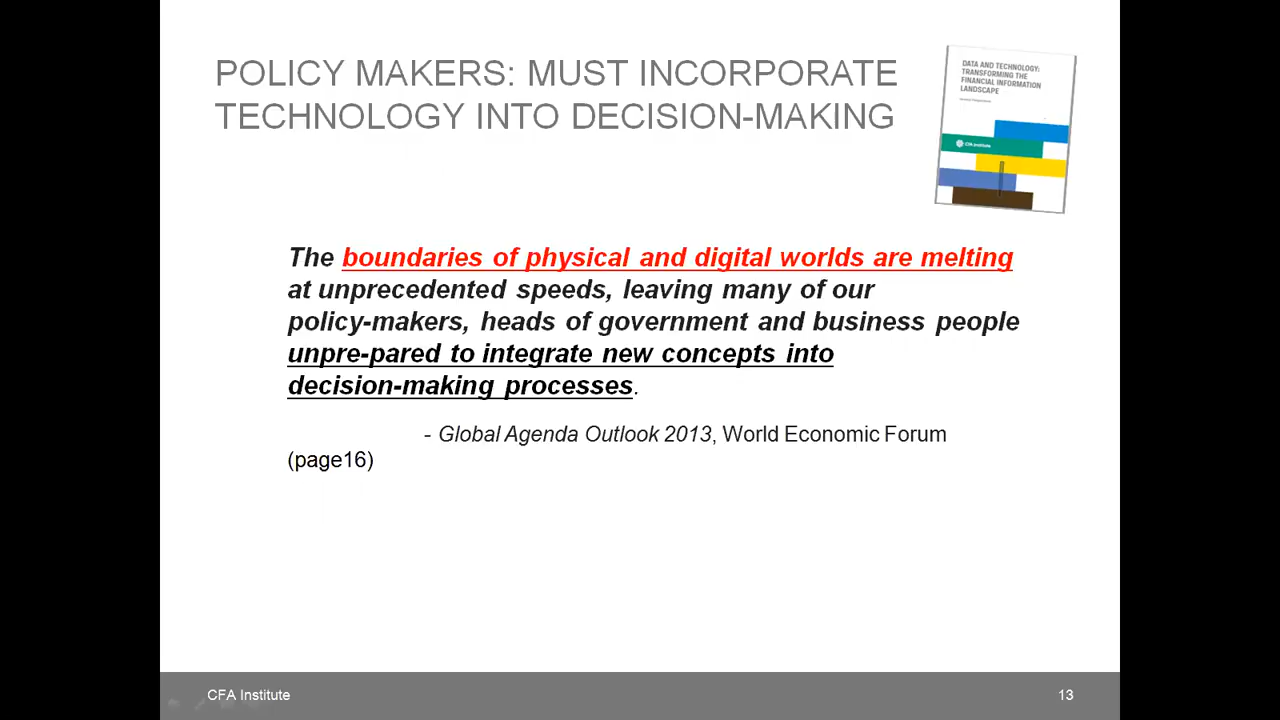 POLICY MAKERS: MUST INCORPORATE
TECHNOLOGY INTO DECISION-MAKING
DATA AND TECHNOLOGY:
TRANSFORMING THE
FINANCIAL INFORMATION
LANDSCAPE
CFA Institute
The boundaries of physical and digital worlds are melting
at unprecedented speeds, leaving many of our
policy-makers, heads of government and business people
unpre-pared to integrate new concepts into
decision-making processes.
- Global Agenda Outlook 2013, World Economic Forum
(page16)
CFA Institute
13